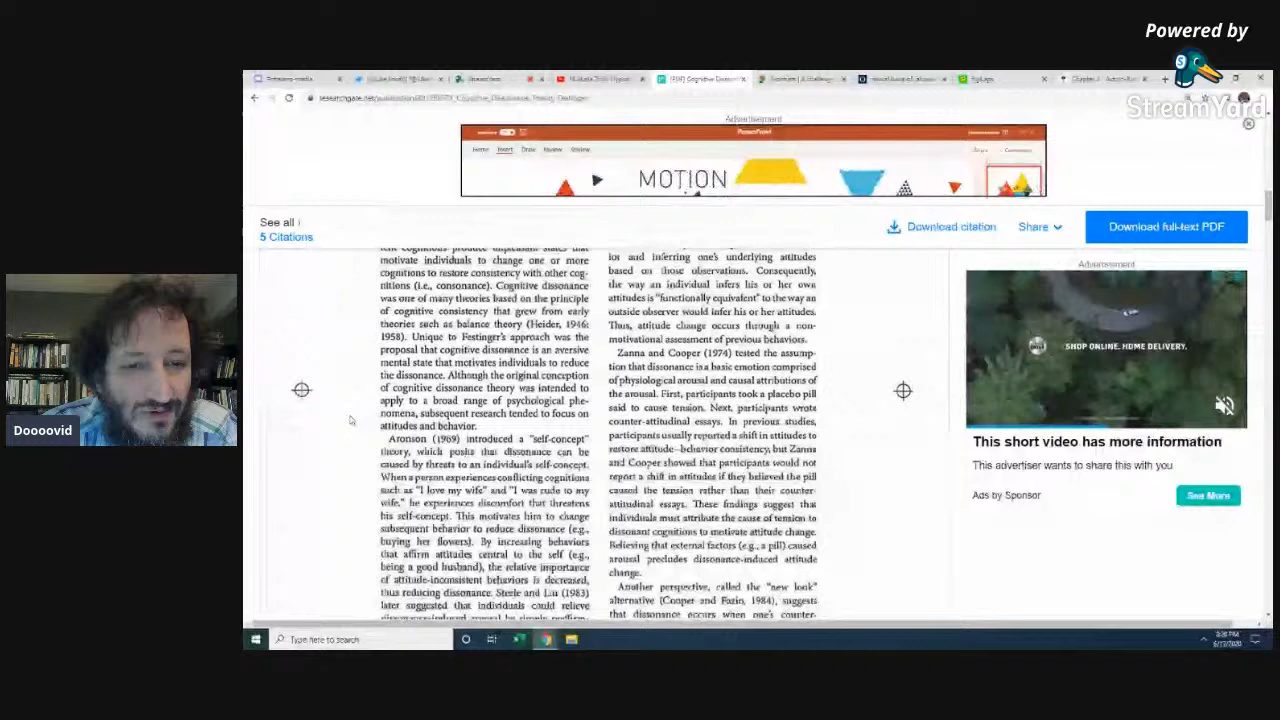 Powered by
StreamYard
Advertisement
PowerPoint
Home Insert Draw Review Review
MOTION
See all ›
5 Citations
Download citation
Share
Download full-text PDF
motivate individuals to change one or more
cognitions to restore consistency with other cog-
nitions (i.e., consonance). Cognitive dissonance
was one of many theories based on the principle
of cognitive consistency that grew from early
theories such as balance theory (Heider, 1946;
1958). Unique to Festinger's approach was the
proposal that cognitive dissonance is an aversive
mental state that motivates individuals to reduce
the dissonance. Although the original conception
of cognitive dissonance theory was intended to
apply to a broad range of psychological phe-
nomena, subsequent research tended to focus on
attitudes and behavior.
Aronson (1969) introduced a "self-concept"
theory, which posits that dissonance can be
caused by threats to an individual's self-concept.
When a person experiences conflicting cognitions
such as "I love my wife" and "I was rude to my
wife," he experiences discomfort that threatens
his self-concept. This motivates him to change
subsequent behavior to reduce dissonance (e.g.,
buying her flowers). By increasing behaviors
that affirm attitudes central to the self (e.g.,
being a good husband), the relative importance
of attitude-inconsistent behaviors is decreased,
thus reducing dissonance. Steele and Liu (1983)
later suggested that individuals could relieve
ior and inferring one's underlying attitudes
based on those observations. Consequently,
the way an individual infers his or her own
attitudes is "functionally equivalent" to the way an
outside observer would infer his or her attitudes.
Thus, attitude change occurs through a non-
motivational assessment of previous behaviors.
Zanna and Cooper (1974) tested the assump-
tion that dissonance is a basic emotion comprised
of physiological arousal and causal attributions of
the arousal. First, participants took a placebo pill
said to cause tension. Next, participants wrote
counter-attitudinal essays. In previous studies,
participants usually reported a shift in attitudes to
restore attitude–behavior consistency, but Zanna
and Cooper showed that participants would not
report a shift in attitudes if they believed the pill
caused the tension rather than their counter-
attitudinal essays. These findings suggest that
individuals must attribute the cause of tension to
dissonant cognitions to motivate attitude change.
Believing that external factors (e.g., a pill) caused
arousal precludes dissonance-induced attitude
change.
Another perspective, called the "new look"
alternative (Cooper and Fazio, 1984), suggests
that dissonance occurs when one's counter-
Advertisement
SHOP ONLINE. HOME DELIVERY.
This short video has more information
This advertiser wants to share this with you
Ads by Sponsor
See More
Doooovid
Type here to search